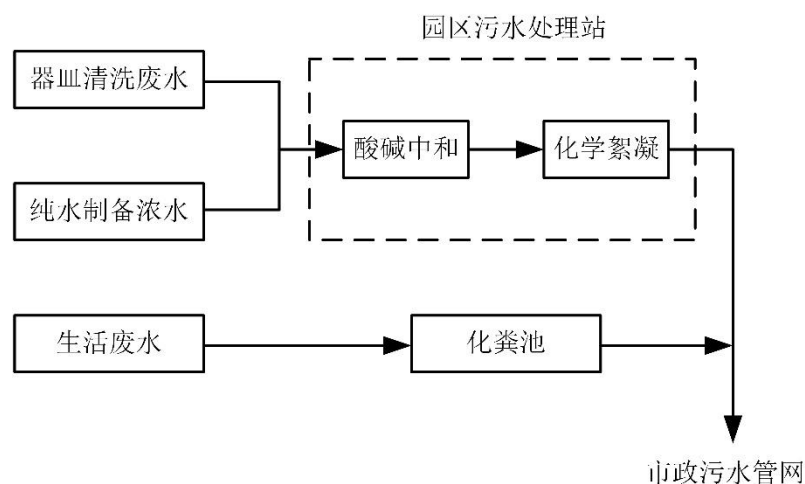 园区污水处理站
器皿清洗废水
酸碱中和
化学絮凝
纯水制备浓水
生活废水
化粪池
市政污水管网